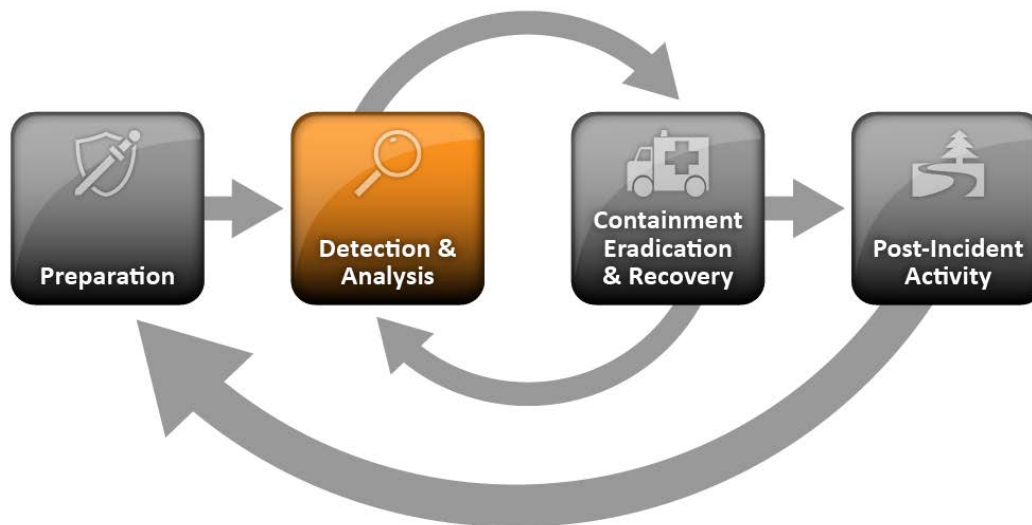 Preparation
Detection &
Analysis
Containment
Eradication
& Recovery
Post-Incident
Activity